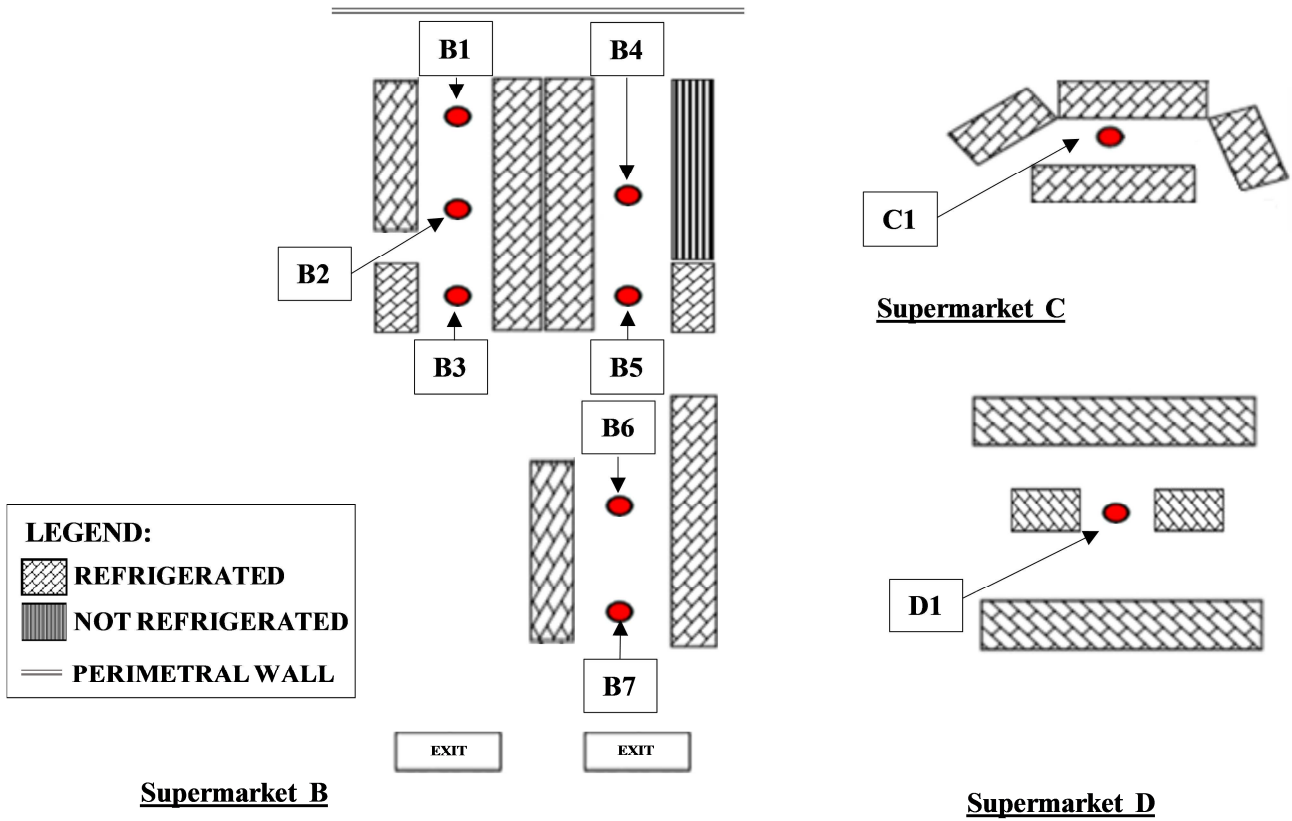 B1
B4
B2
B3
B5
B6
B7
EXIT
EXIT
Supermarket B
LEGEND:
REFRIGERATED
NOT REFRIGERATED
PERIMETRAL WALL
C1
Supermarket C
D1
Supermarket D